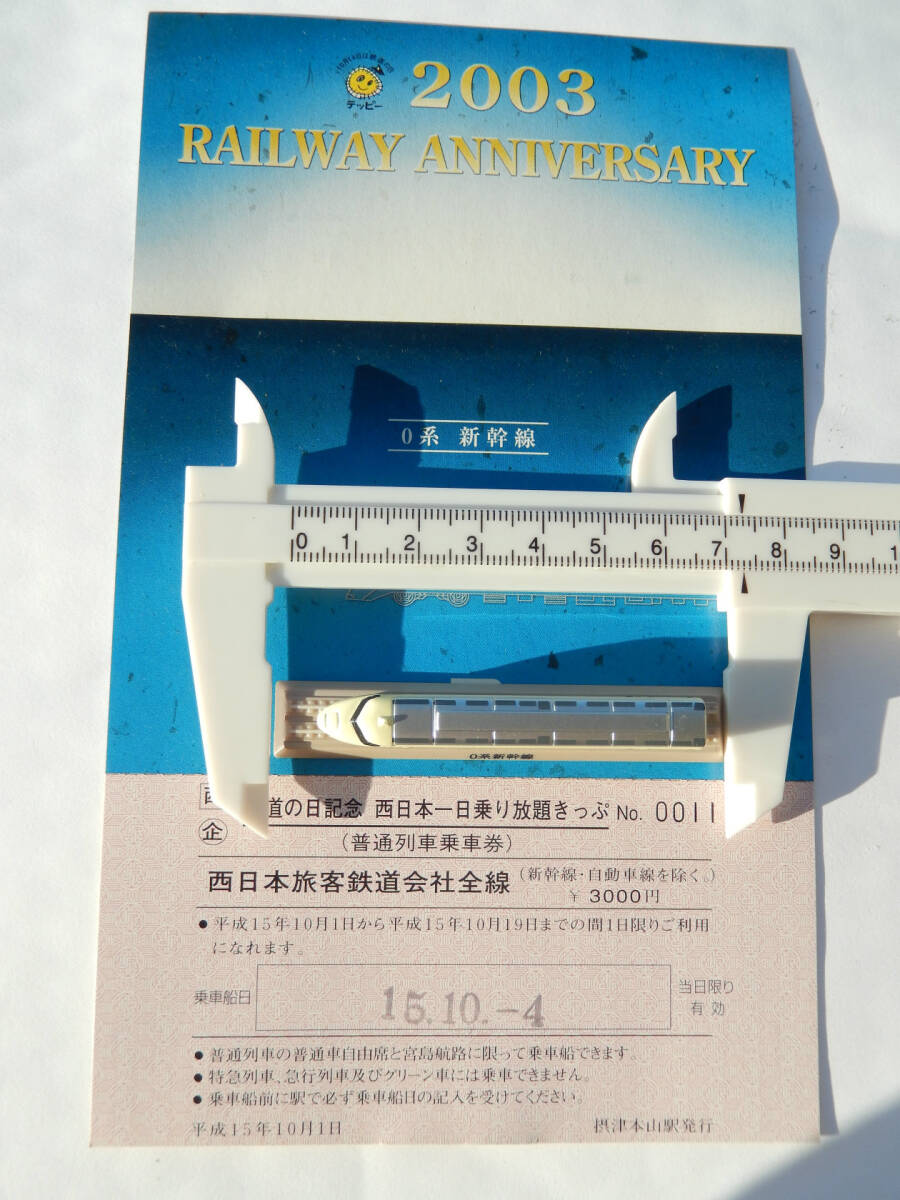 10月14日は鉄道の日
テッピー
2003
RAILWAY ANNIVERSARY
0系 新幹線
0 1 2 3 4 5 6 7 8 9 1
0系新幹線
道の日記念 西日本一日乗り放題きっぷ No. 0011
企
(普通列車乗車券)
西日本旅客鉄道会社全線 (新幹線・自動車線を除く。)
¥ 3000円
● 平成15年10月1日から平成15年10月19日までの間1日限りご利用
になれます。
乗車船日 15.10.-4 当日限り
有効
● 普通列車の普通車自由席と宮島航路に限って乗車船できます。
● 特急列車、急行列車及びグリーン車には乗車できません。
● 乗車船前に駅で必ず乗車船日の記入を受けてください。
平成15年10月1日 摂津本山駅発行